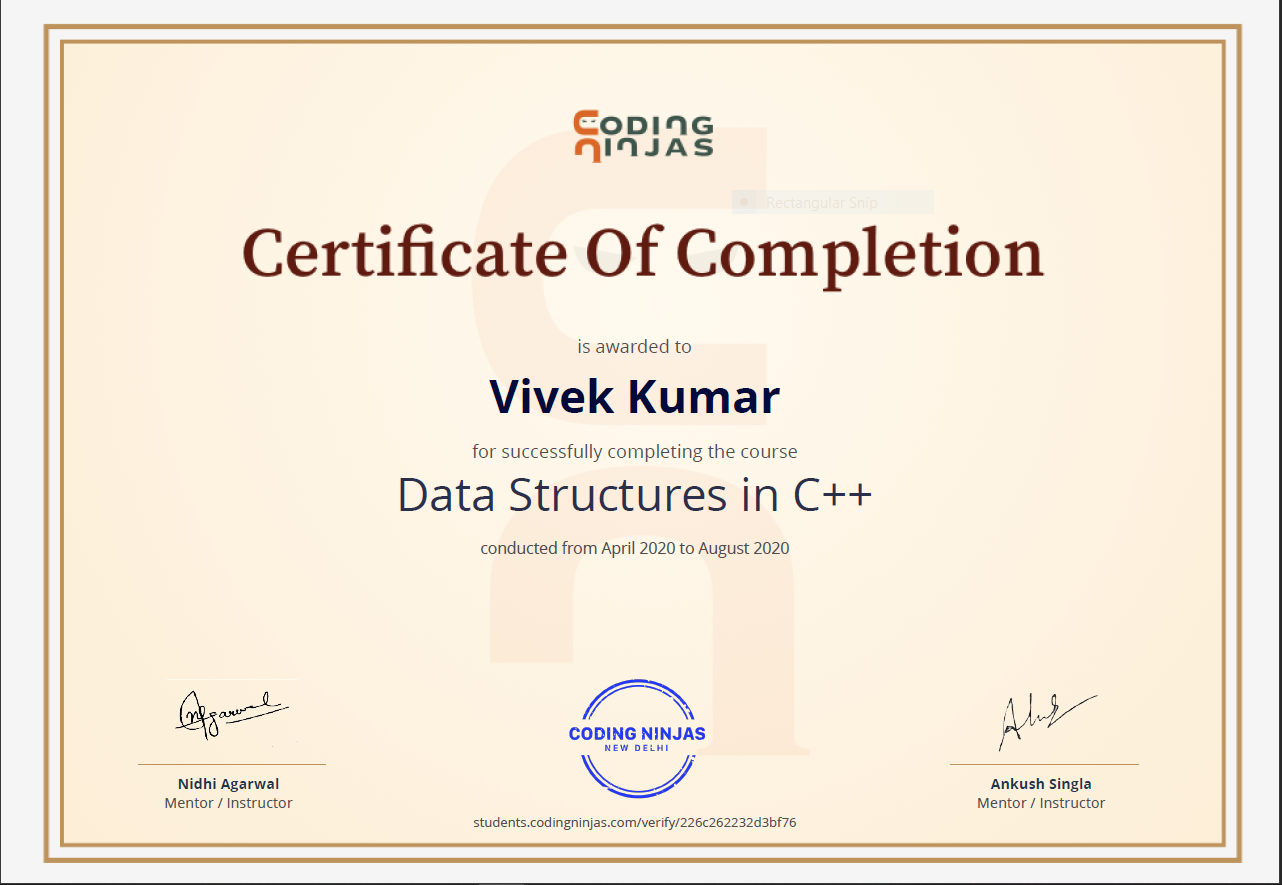 CODING
NINJAS
Rectangular Snip
Certificate Of Completion
is awarded to
Vivek Kumar
for successfully completing the course
Data Structures in C++
conducted from April 2020 to August 2020
NAgarwal
CODING NINJAS
NEW DELHI
Nidhi Agarwal
Mentor / Instructor
Ankush Singla
Mentor / Instructor
students.codingninjas.com/verify/226c262232d3bf76